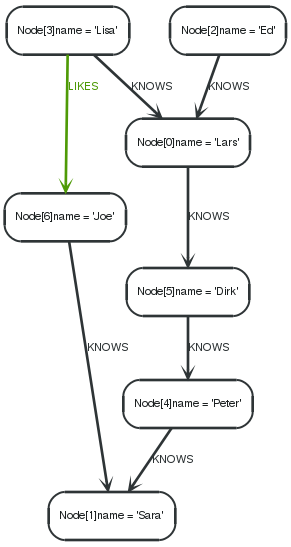 Node[3]name = 'Lisa'
Node[2]name = 'Ed'
LIKES
KNOWS
KNOWS
Node[0]name = 'Lars'
Node[6]name = 'Joe'
KNOWS
Node[5]name = 'Dirk'
KNOWS
KNOWS
Node[4]name = 'Peter'
KNOWS
Node[1]name = 'Sara'